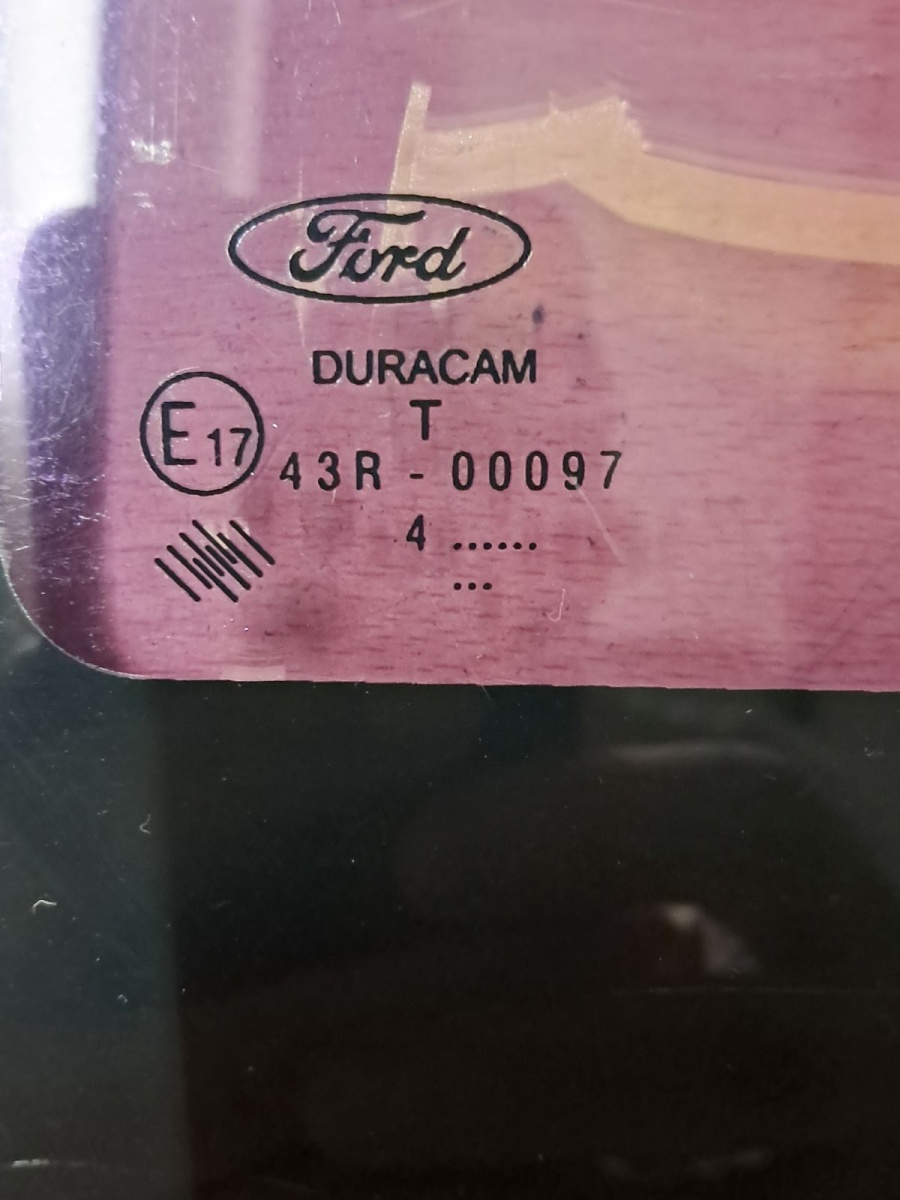 Ford
DURACAM
T
E17
43R - 00097
4 ......
...